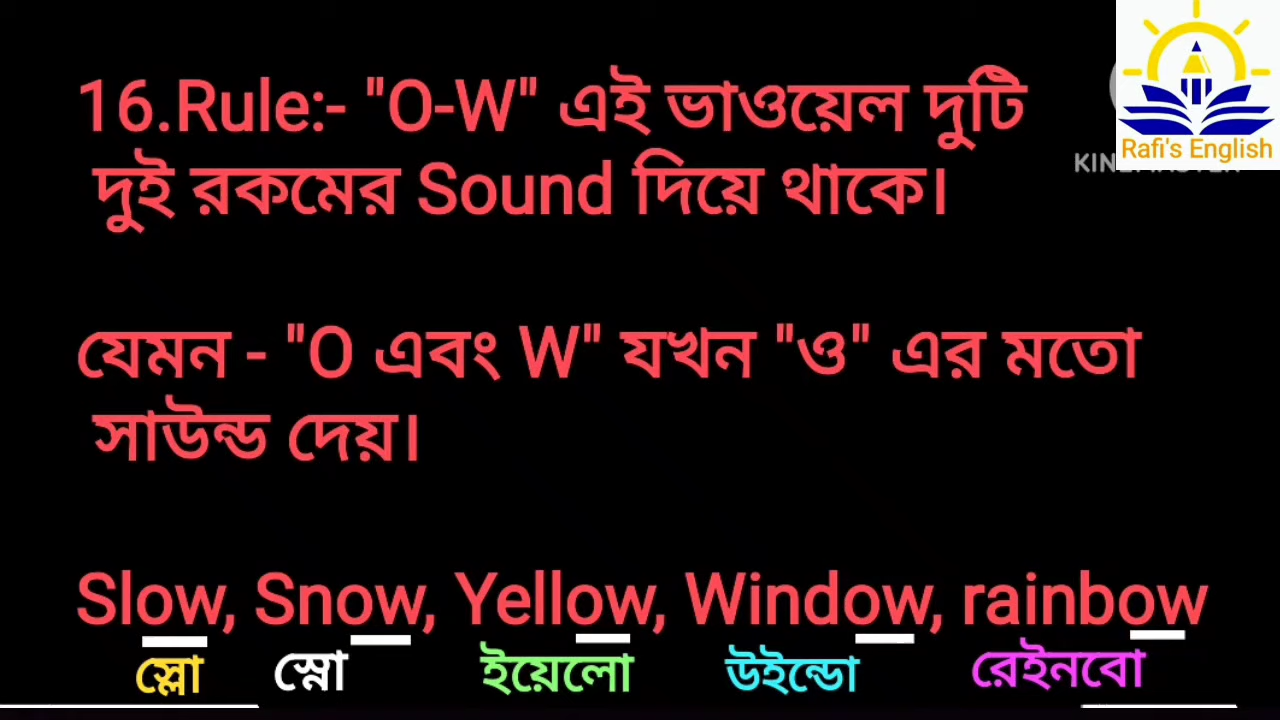 16.Rule:- "O-W" এই ভাওয়েল দুটি
দুই রকমের Sound দিয়ে থাকে।
Rafi's English
যেমন - "O এবং W" যখন "ও" এর মতো
সাউন্ড দেয়।
Slow, Snow, Yellow, Window, rainbow
স্লো স্নো ইয়েলো উইন্ডো রেইনবো